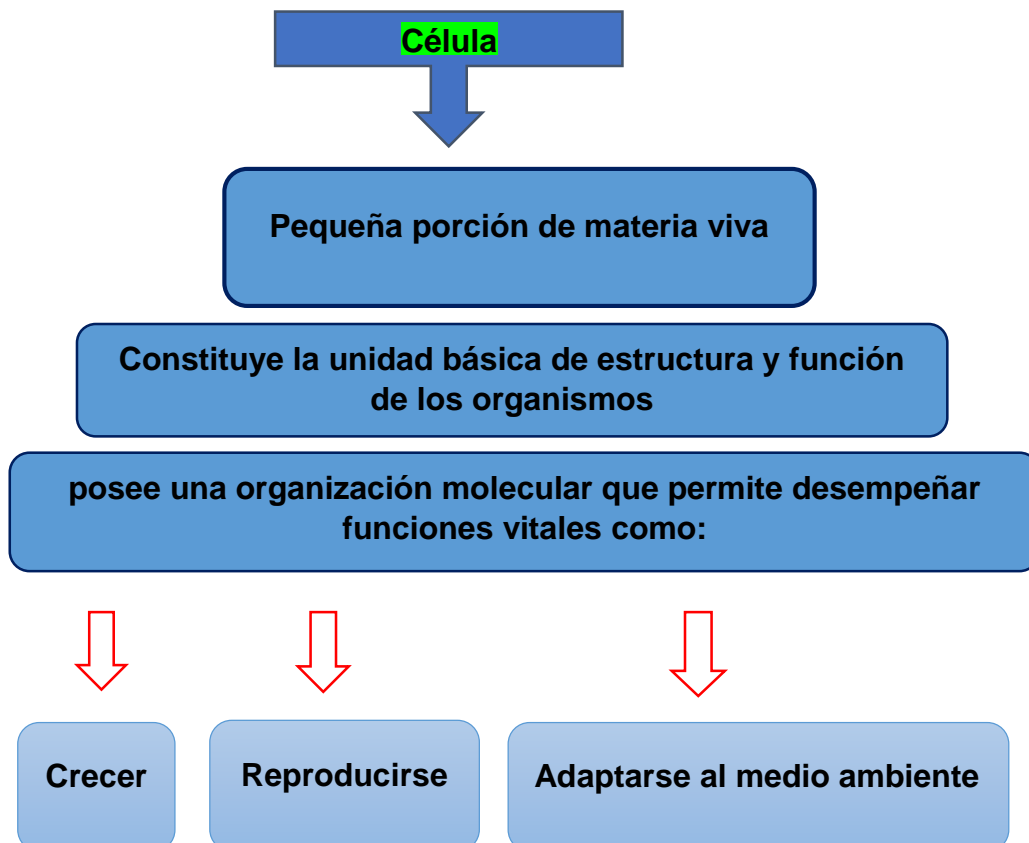 Célula
Pequeña porción de materia viva
Constituye la unidad básica de estructura y función
de los organismos
posee una organización molecular que permite desempeñar
funciones vitales como:
Crecer
Reproducirse
Adaptarse al medio ambiente